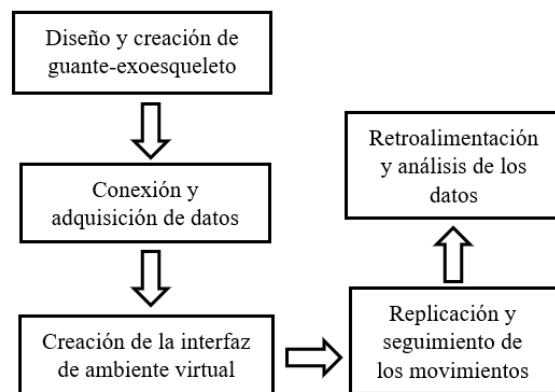 Diseño y creación de
guante-exoesqueleto
Conexión y
adquisición de datos
Creación de la interfaz
de ambiente virtual
Replicación y
seguimiento de
los movimientos
Retroalimentación
y análisis de los
datos